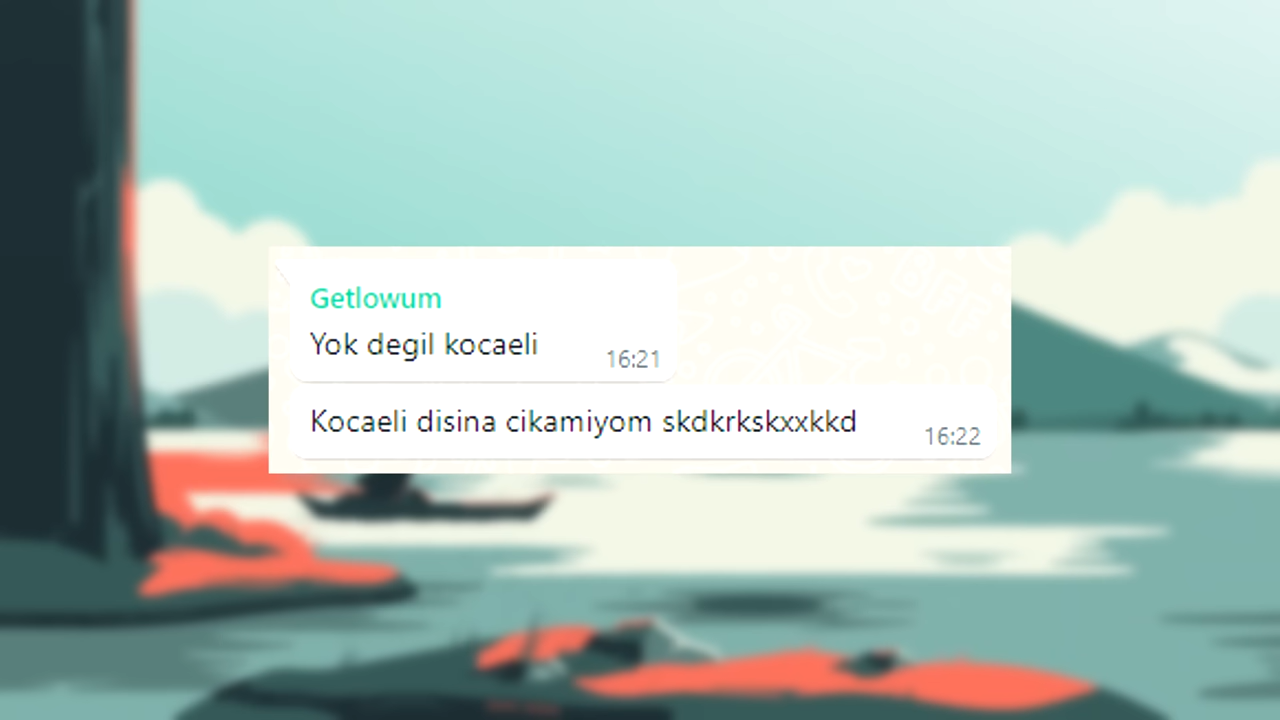 Getlowum
Yok degil kocaeli
16:21
Kocaeli disina cikamiyom skdkrkskxxkkd
16:22